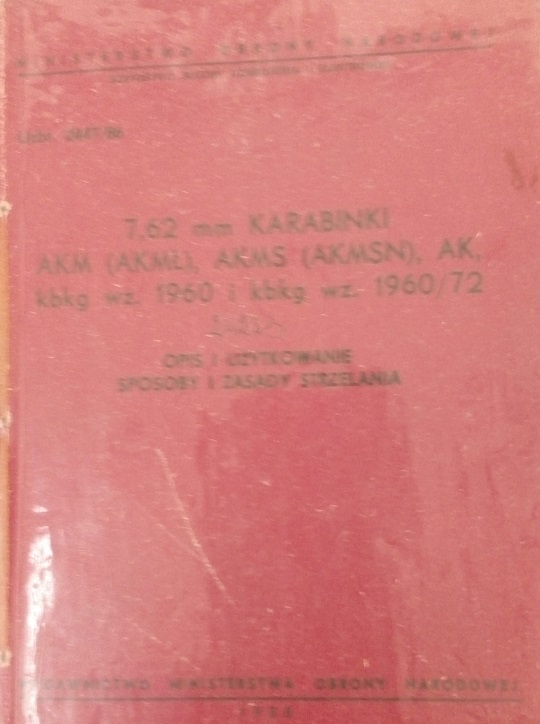 MINISTERSTWO OBRONY NARODOWEJ
7,62 mm KARABINKI
AKM (AKMŁ), AKMS (AKMSN), AK,
kbkg wz. 1960 i kbkg wz. 1960/72
OPIS I UŻYTKOWANIE
SPOSOBY I ZASADY STRZELANIA
WYDAWNICTWO MINISTERSTWA OBRONY NARODOWEJ